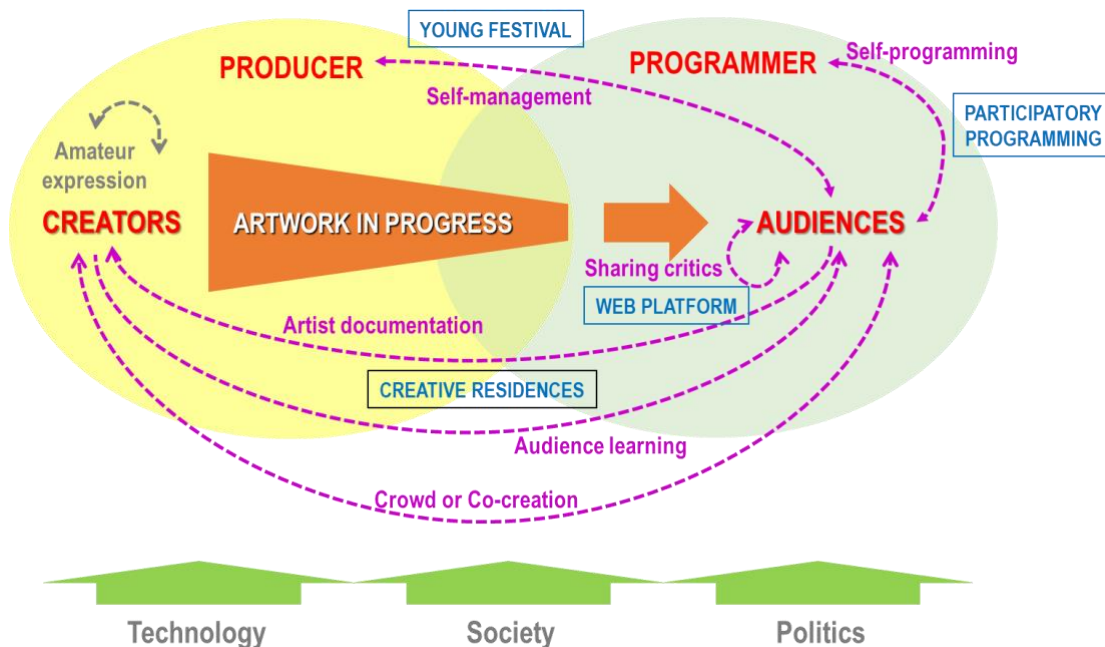 YOUNG FESTIVAL
PRODUCER
PROGRAMMER
Self-programming
Self-management
PARTICIPATORY
PROGRAMMING
Amateur
expression
CREATORS
ARTWORK IN PROGRESS
AUDIENCES
Sharing critics
WEB PLATFORM
Artist documentation
CREATIVE RESIDENCES
Audience learning
Crowd or Co-creation
Technology
Society
Politics